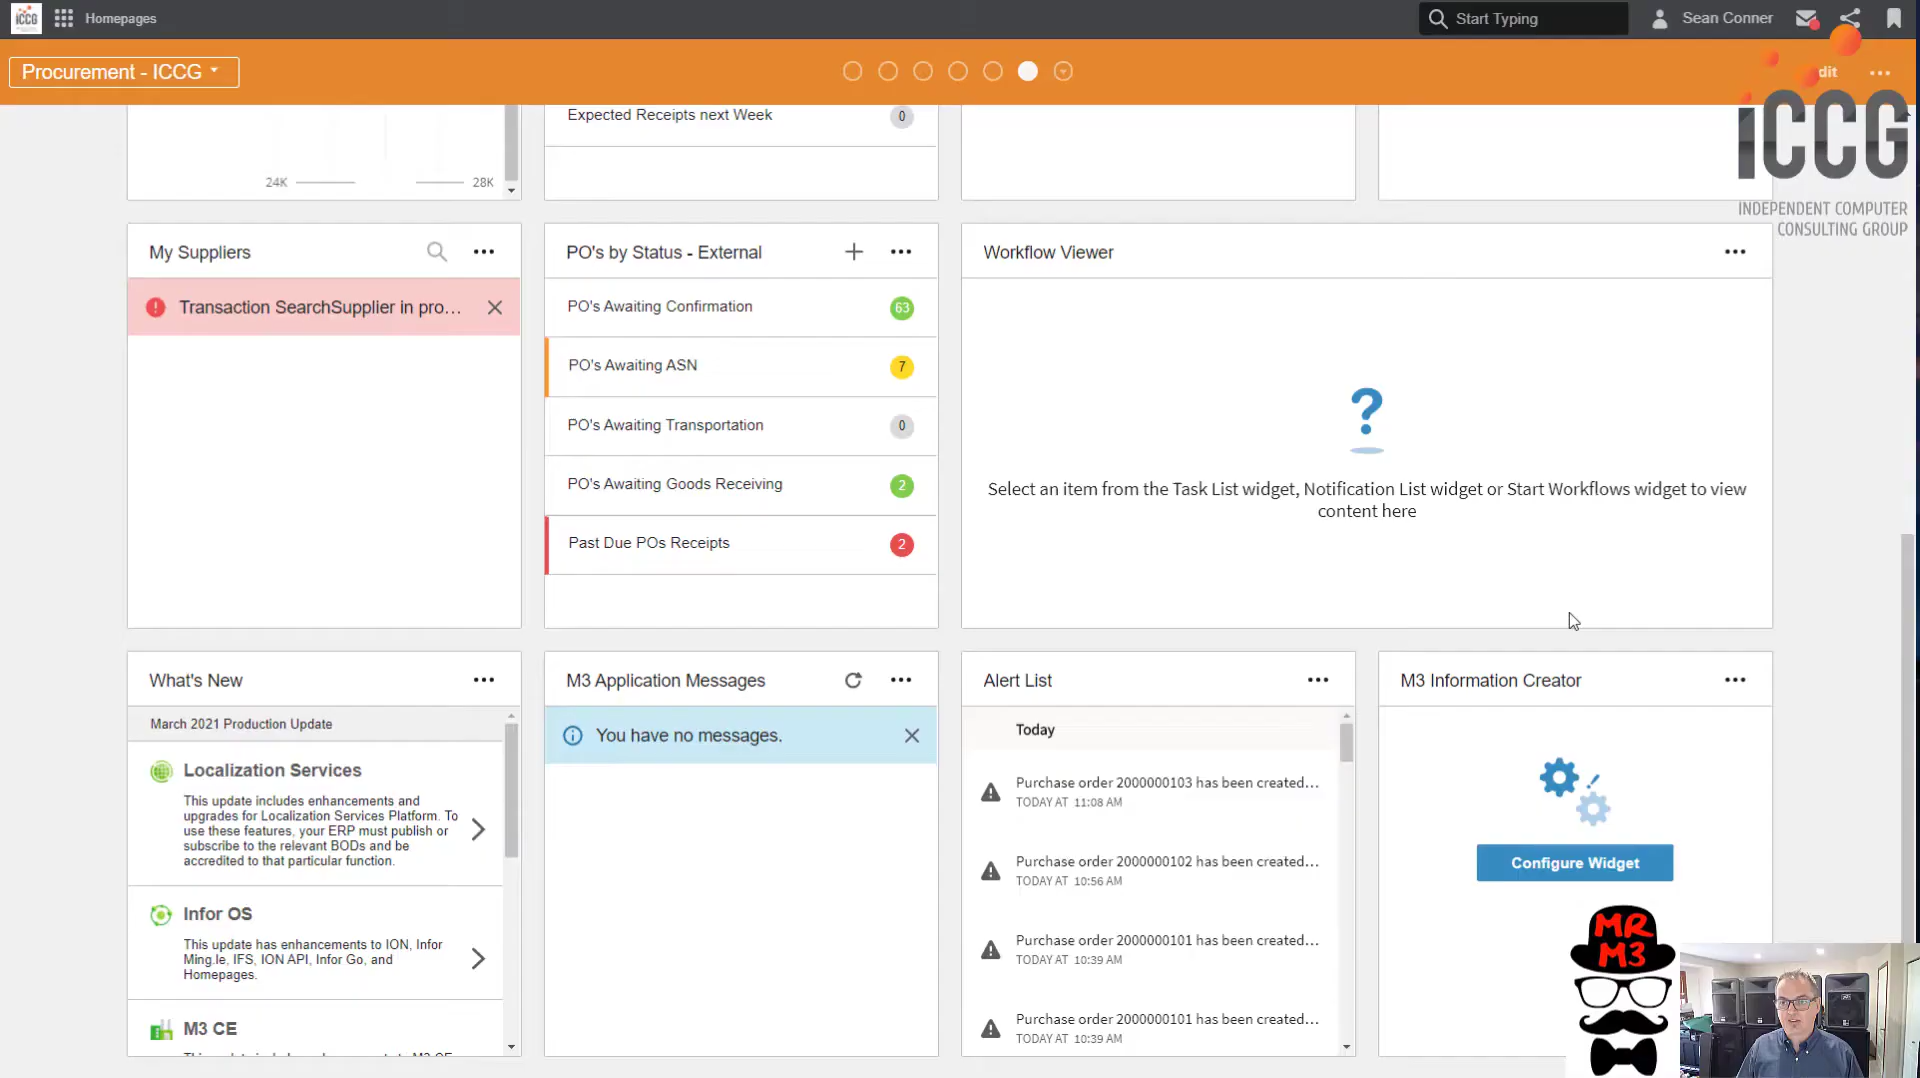 iCCG
Homepages
Start Typing
Sean Conner
Procurement - ICCG
dit
iCCG
INDEPENDENT COMPUTER
CONSULTING GROUP
24K
28K
Expected Receipts next Week
0
My Suppliers
Transaction SearchSupplier in pro...
PO's by Status - External
PO's Awaiting Confirmation
63
PO's Awaiting ASN
7
PO's Awaiting Transportation
0
PO's Awaiting Goods Receiving
2
Past Due POs Receipts
2
Workflow Viewer
?
Select an item from the Task List widget, Notification List widget or Start Workflows widget to view
content here
What's New
March 2021 Production Update
Localization Services
This update includes enhancements and
upgrades for Localization Services Platform. To
use these features, your ERP must publish or
subscribe to the relevant BODs and be
accredited to that particular function.
Infor OS
This update has enhancements to ION, Infor
Ming.le, IFS, ION API, Infor Go, and
Homepages.
M3 CE
M3 Application Messages
You have no messages.
Alert List
Today
Purchase order 2000000103 has been created...
TODAY AT 11:08 AM
Purchase order 2000000102 has been created...
TODAY AT 10:56 AM
Purchase order 2000000101 has been created...
TODAY AT 10:39 AM
Purchase order 2000000101 has been created...
TODAY AT 10:39 AM
M3 Information Creator
Configure Widget
MR
M3